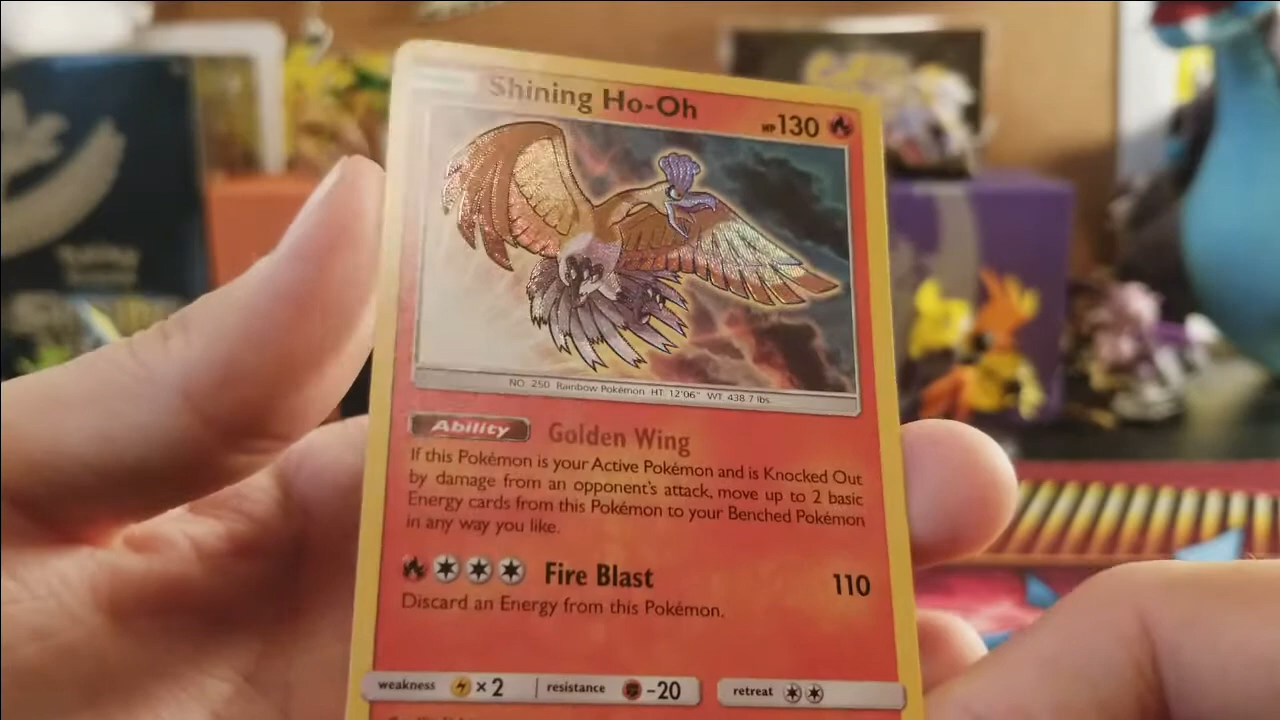 Shining Ho-Oh
HP 130
NO. 250 Rainbow Pokémon HT: 12'06" WT: 438.7 lbs.
Ability Golden Wing
If this Pokémon is your Active Pokémon and is Knocked Out
by damage from an opponent's attack, move up to 2 basic
Energy cards from this Pokémon to your Benched Pokémon
in any way you like.
Fire Blast 110
Discard an Energy from this Pokémon.
weakness ×2 resistance -20 retreat